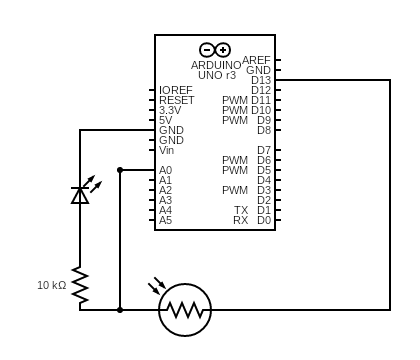 ARDUINO
UNO r3
AREF
GND
D13
IOREF D12
RESET PWM D11
3.3V PWM D10
5V PWM D9
GND D8
GND
Vin D7
PWM D6
A0 PWM D5
A1 D4
A2 PWM D3
A3 D2
A4 TX D1
A5 RX D0
10 kΩ